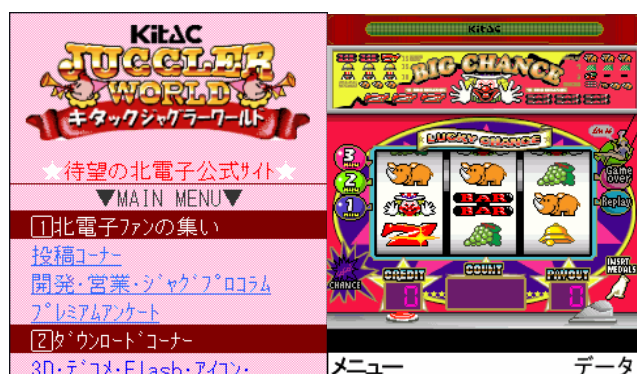 KitAC
JUGGLER
WORLD
キタックジャグラーワールド
★待望の北電子公式ｻｲﾄ★
▼MAIN MENU▼
1北電子ﾌｧﾝの集い
投稿ｺｰﾅｰ
開発･営業･ｼﾞｬｸﾞﾌﾟﾛｺﾗﾑ
ﾌﾟﾚﾐｱﾑｱﾝｹｰﾄ
2ﾀﾞｳﾝﾛｰﾄﾞｺｰﾅｰ
3D･ﾃﾞｺﾒ･Flash･ｱｲｺﾝ･
KitAC
BIG CHANCE
LUCKY CHANCE
3
2
1
Game
over
Replay
BAR
BAR
BAR
BAR
7
CHANCE
CREDIT
COUNT
PAYOUT
INSERT
MEDALS
0
0
メニュー
データ